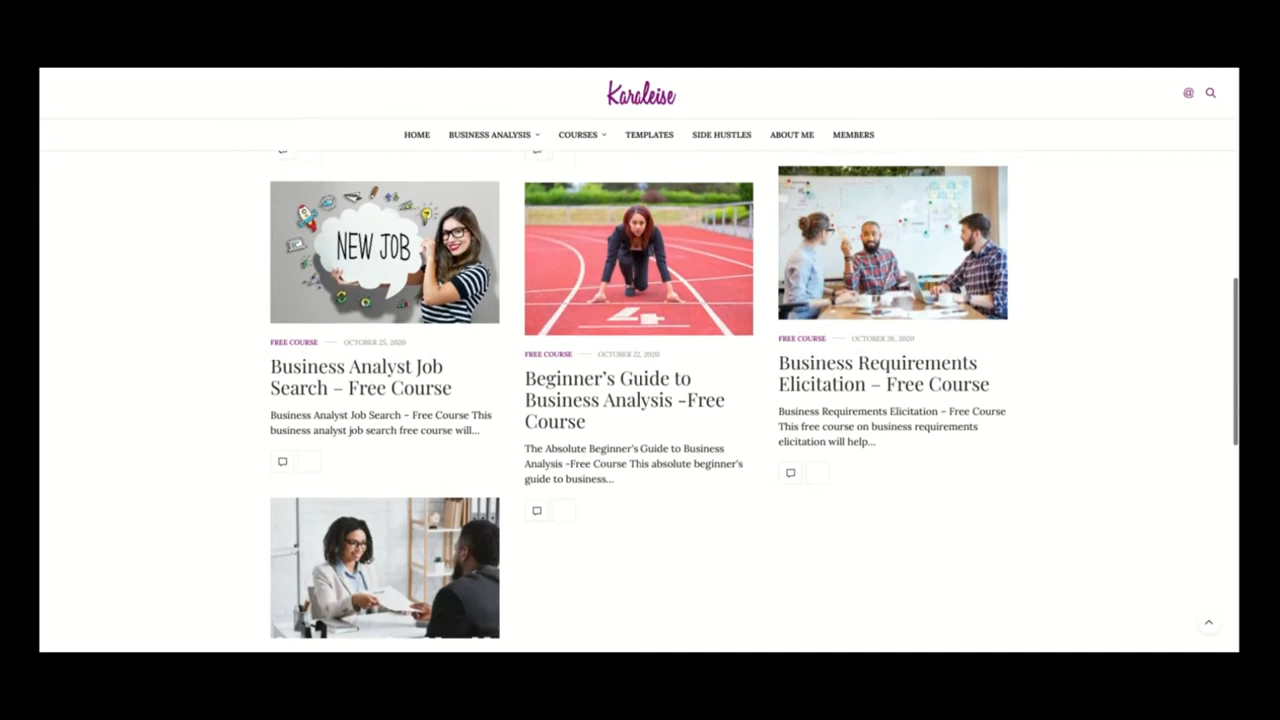 Karaleise
@
HOME BUSINESS ANALYSIS COURSES TEMPLATES SIDE HUSTLES ABOUT ME MEMBERS
NEW JOB
FREE COURSE OCTOBER 25, 2020
Business Analyst Job
Search – Free Course
Business Analyst Job Search – Free Course This
business analyst job search free course will...
4
FREE COURSE OCTOBER 22, 2020
Beginner's Guide to
Business Analysis -Free
Course
The Absolute Beginner's Guide to Business
Analysis -Free Course This absolute beginner's
guide to business...
FREE COURSE OCTOBER 26, 2020
Business Requirements
Elicitation – Free Course
Business Requirements Elicitation – Free Course
This free course on business requirements
elicitation will help...